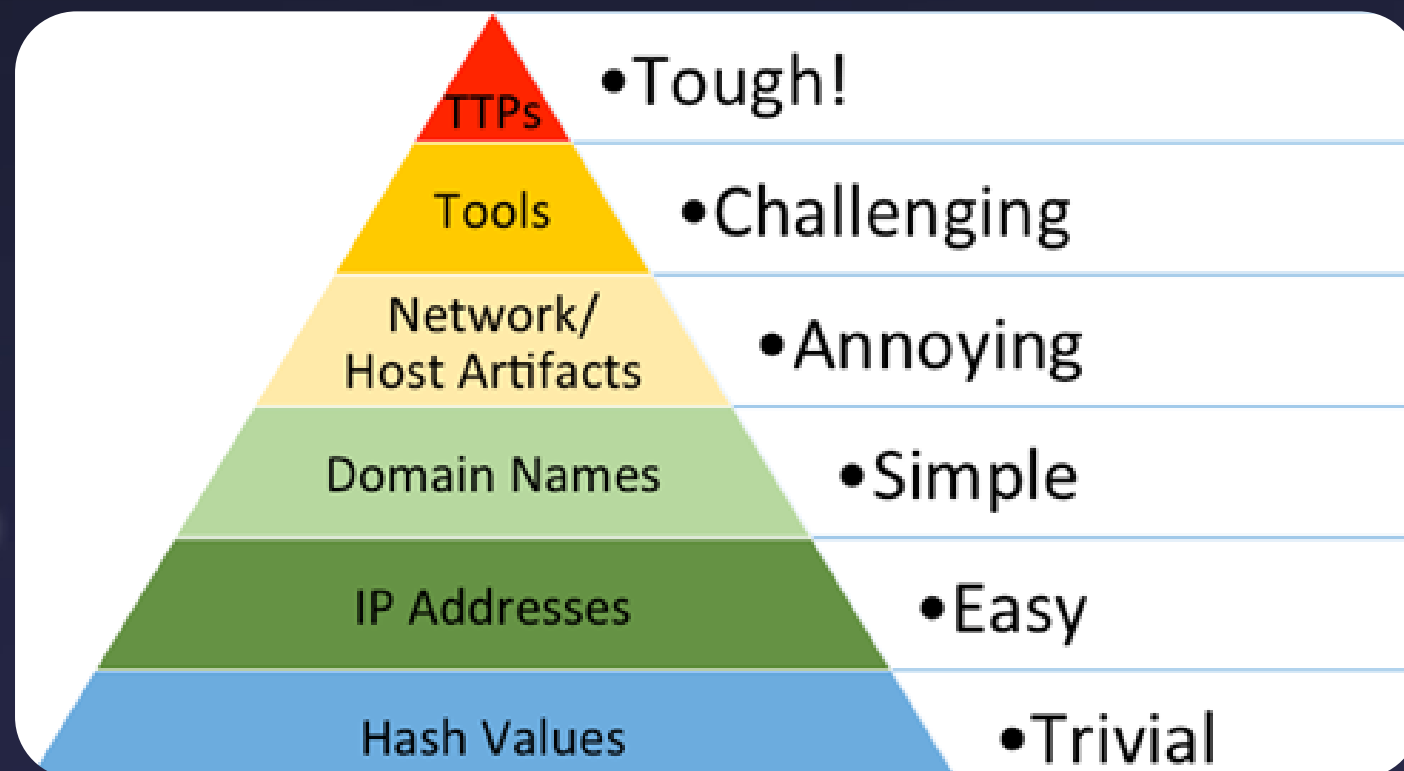 TTPs
•Tough!
Tools
•Challenging
Network/
Host Artifacts
•Annoying
Domain Names
•Simple
IP Addresses
•Easy
Hash Values
•Trivial